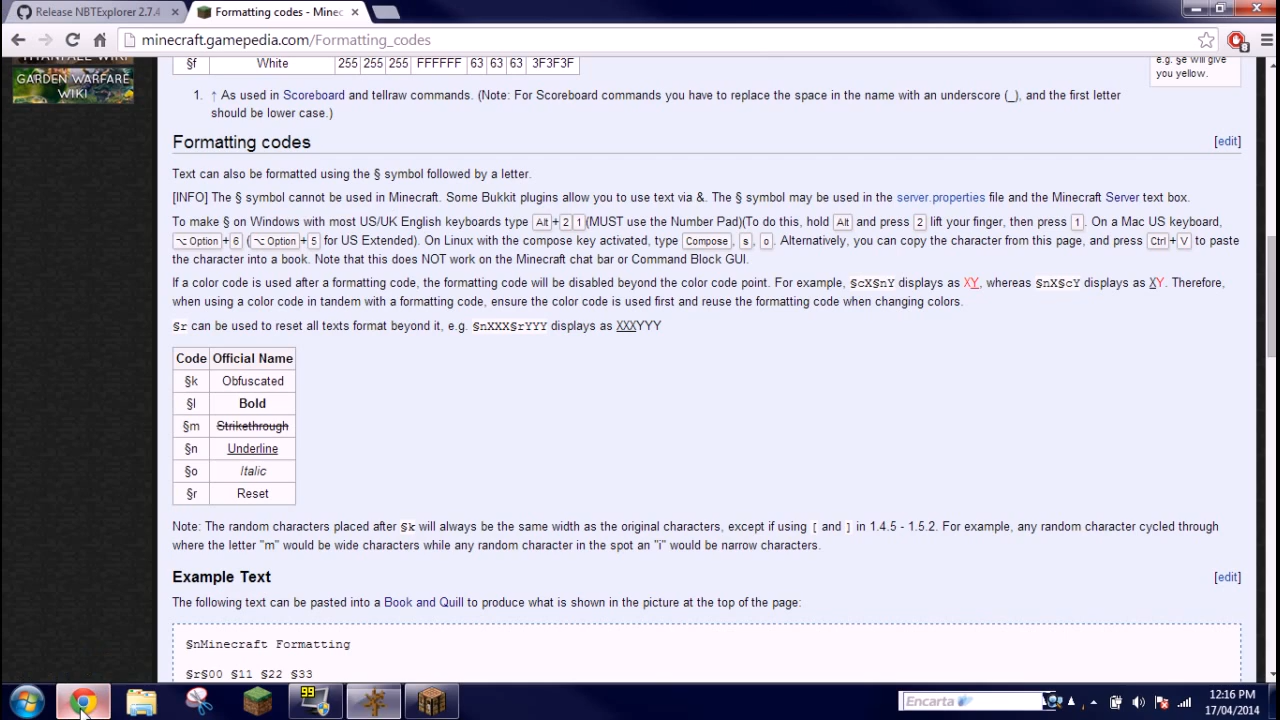 Release NBTExplorer 2.7.4
Formatting codes - Minec
minecraft.gamepedia.com/Formatting_codes
8
GARDEN WARFARE
WIKI
§f White 255 255 255 FFFFFF 63 63 63 3F3F3F
e.g. §e will give
you yellow.
1. ↑ As used in Scoreboard and tellraw commands. (Note: For Scoreboard commands you have to replace the space in the name with an underscore (_), and the first letter
should be lower case.)
Formatting codes [edit]
Text can also be formatted using the § symbol followed by a letter.
[INFO] The § symbol cannot be used in Minecraft. Some Bukkit plugins allow you to use text via &. The § symbol may be used in the server.properties file and the Minecraft Server text box.
To make § on Windows with most US/UK English keyboards type Alt+2 1(MUST use the Number Pad)(To do this, hold Alt and press 2 lift your finger, then press 1. On a Mac US keyboard,
⌥ Option+6 (⌥ Option+5 for US Extended). On Linux with the compose key activated, type Compose, s, o. Alternatively, you can copy the character from this page, and press Ctrl+V to paste
the character into a book. Note that this does NOT work on the Minecraft chat bar or Command Block GUI.
If a color code is used after a formatting code, the formatting code will be disabled beyond the color code point. For example, §cX§nY displays as XY, whereas §nX§cY displays as XY. Therefore,
when using a color code in tandem with a formatting code, ensure the color code is used first and reuse the formatting code when changing colors.
§r can be used to reset all texts format beyond it, e.g. §nXXX§rYYY displays as XXXYYY
Code Official Name
§k Obfuscated
§l Bold
§m Strikethrough
§n Underline
§o Italic
§r Reset
Note: The random characters placed after §k will always be the same width as the original characters, except if using [ and ] in 1.4.5 - 1.5.2. For example, any random character cycled through
where the letter "m" would be wide characters while any random character in the spot an "i" would be narrow characters.
Example Text [edit]
The following text can be pasted into a Book and Quill to produce what is shown in the picture at the top of the page:
§nMinecraft Formatting
§r§00 §11 §22 §33
99
Encarta
12:16 PM
17/04/2014